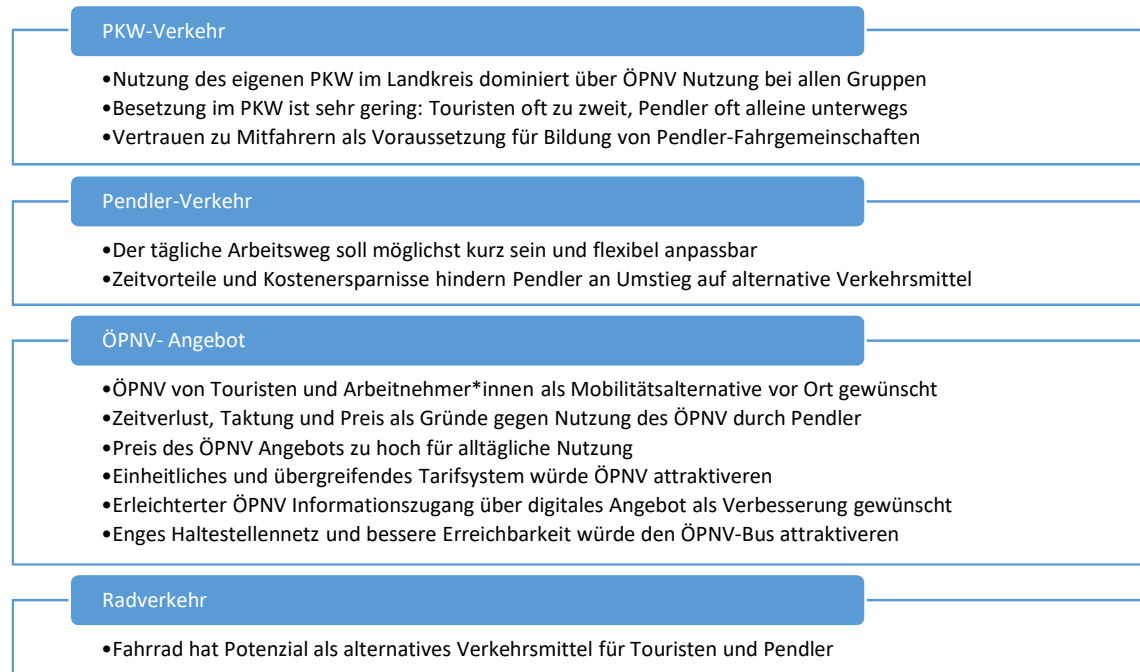 PKW-Verkehr
•Nutzung des eigenen PKW im Landkreis dominiert über ÖPNV Nutzung bei allen Gruppen
•Besetzung im PKW ist sehr gering: Touristen oft zu zweit, Pendler oft alleine unterwegs
•Vertrauen zu Mitfahrern als Voraussetzung für Bildung von Pendler-Fahrgemeinschaften
Pendler-Verkehr
•Der tägliche Arbeitsweg soll möglichst kurz sein und flexibel anpassbar
•Zeitvorteile und Kostenersparnisse hindern Pendler an Umstieg auf alternative Verkehrsmittel
ÖPNV- Angebot
•ÖPNV von Touristen und Arbeitnehmer*innen als Mobilitätsalternative vor Ort gewünscht
•Zeitverlust, Taktung und Preis als Gründe gegen Nutzung des ÖPNV durch Pendler
•Preis des ÖPNV Angebots zu hoch für alltägliche Nutzung
•Einheitliches und übergreifendes Tarifsystem würde ÖPNV attraktiveren
•Erleichterter ÖPNV Informationszugang über digitales Angebot als Verbesserung gewünscht
•Enges Haltestellennetz und bessere Erreichbarkeit würde den ÖPNV-Bus attraktiveren
Radverkehr
•Fahrrad hat Potenzial als alternatives Verkehrsmittel für Touristen und Pendler